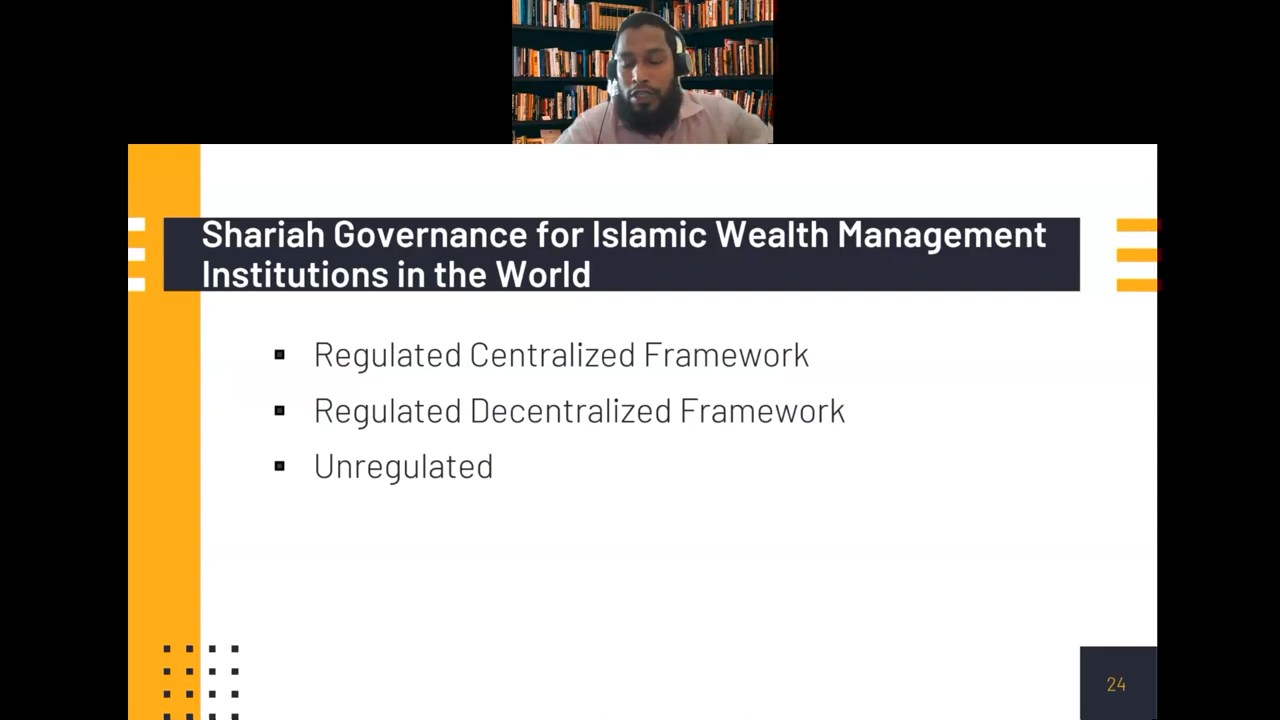 Shariah Governance for Islamic Wealth Management
Institutions in the World
Regulated Centralized Framework
Regulated Decentralized Framework
Unregulated
24